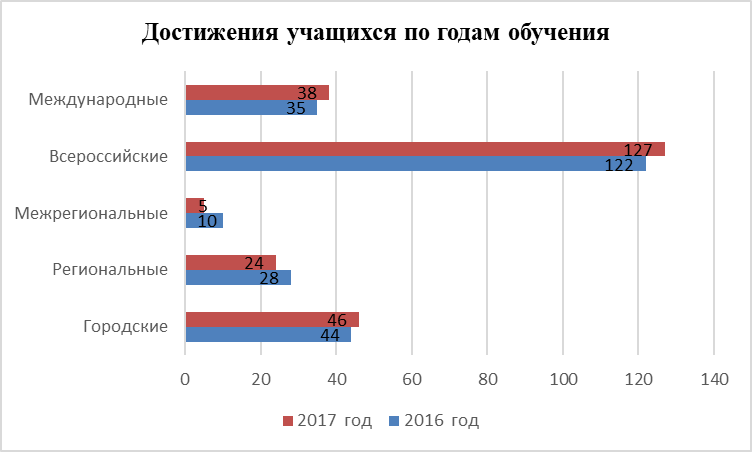 Достижения учащихся по годам обучения
Международные
38
35
Всероссийские
127
122
Межрегиональные
5
10
Региональные
24
28
Городские
46
44
0 20 40 60 80 100 120 140
2017 год 2016 год